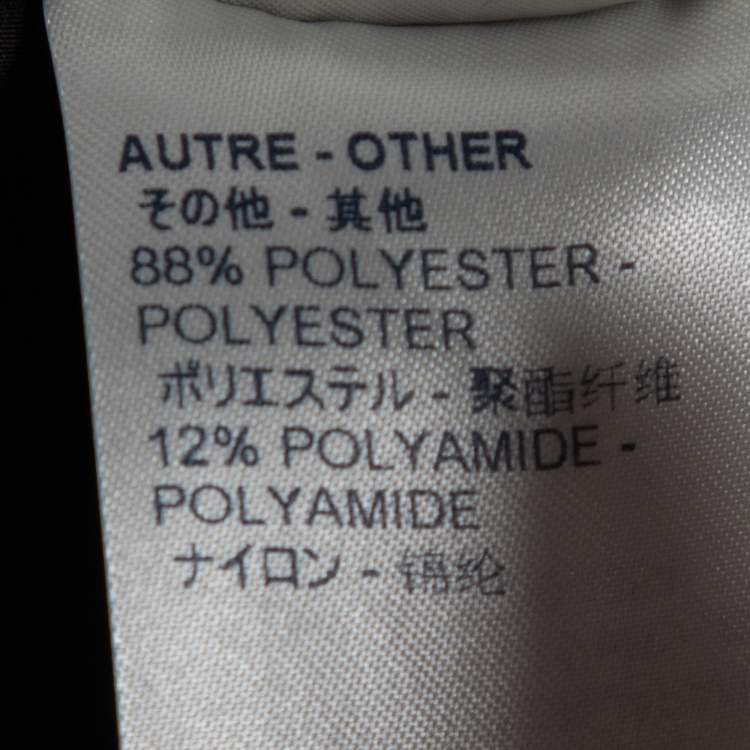 AUTRE - OTHER
その他 - 其他
88% POLYESTER -
POLYESTER
ポリエステル - 聚酯纤维
12% POLYAMIDE -
POLYAMIDE
ナイロン - 锦纶